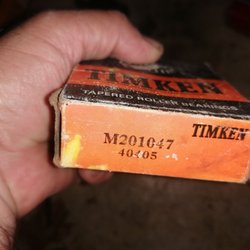 TIMKEN
TAPERED ROLLER BEARINGS
M201047
TIMKEN
40405